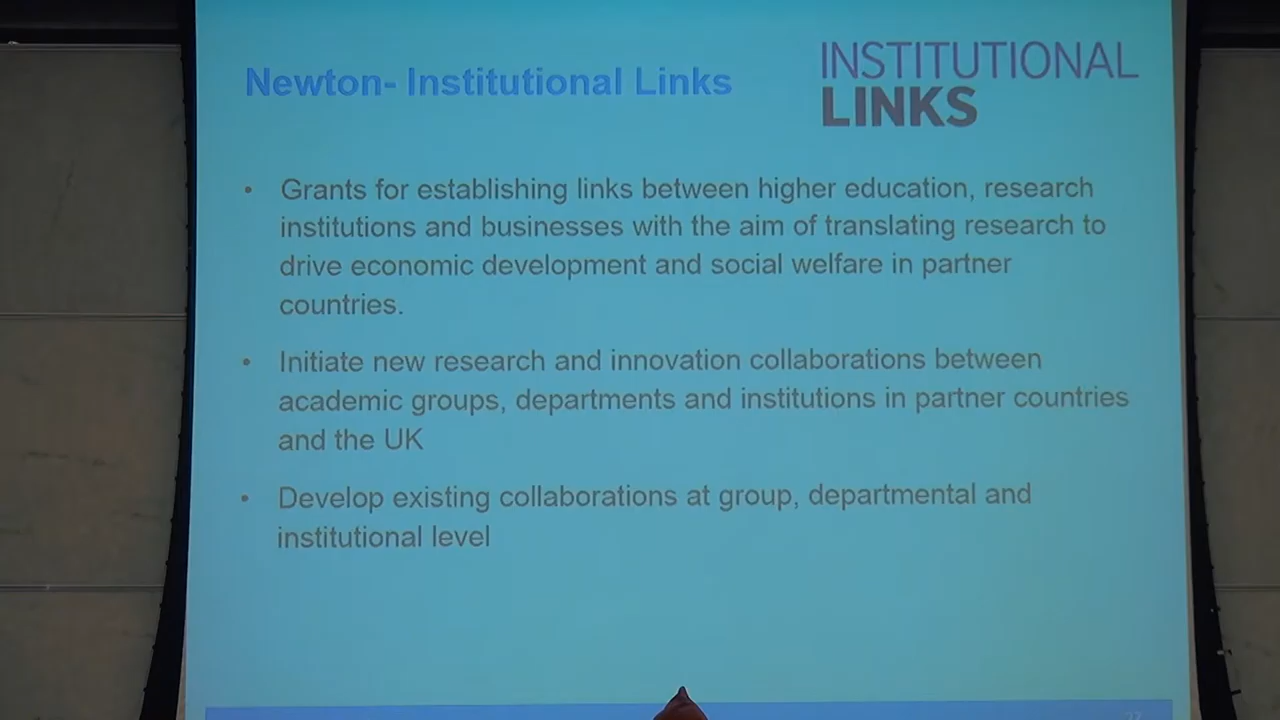 Newton- Institutional Links
INSTITUTIONAL
LINKS
• Grants for establishing links between higher education, research
institutions and businesses with the aim of translating research to
drive economic development and social welfare in partner
countries.
• Initiate new research and innovation collaborations between
academic groups, departments and institutions in partner countries
and the UK
• Develop existing collaborations at group, departmental and
institutional level